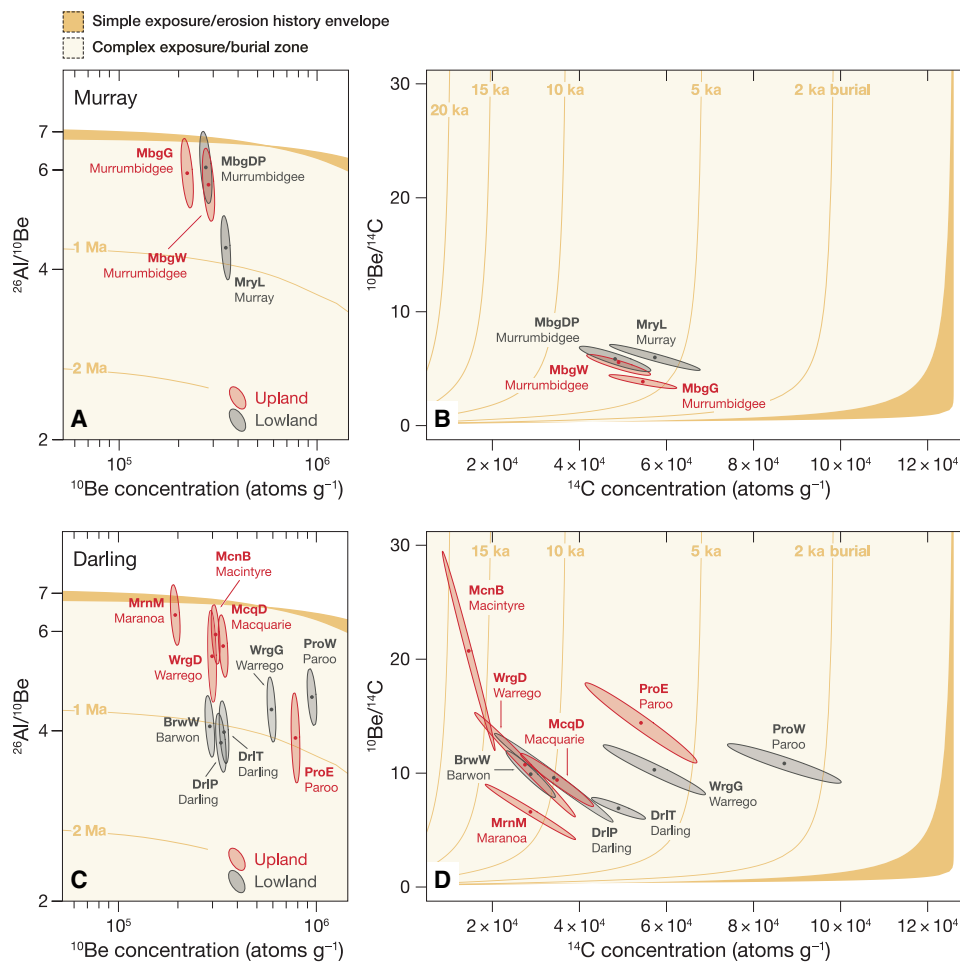 Simple exposure/erosion history envelope
Complex exposure/burial zone
Murray
7
6
4
2
²⁶Al/¹⁰Be
MbgG
Murrumbidgee
MbgDP
Murrumbidgee
MbgW
Murrumbidgee
MryL
Murray
1 Ma
2 Ma
Upland
Lowland
A
10⁵
10⁶
¹⁰Be concentration (atoms g⁻¹)
30
20
10
0
¹⁰Be/¹⁴C
20 ka
15 ka
10 ka
5 ka
2 ka burial
MbgDP
Murrumbidgee
MryL
Murray
MbgW
Murrumbidgee
MbgG
Murrumbidgee
B
2 × 10⁴
4 × 10⁴
6 × 10⁴
8 × 10⁴
10 × 10⁴
12 × 10⁴
¹⁴C concentration (atoms g⁻¹)
Darling
7
6
4
2
²⁶Al/¹⁰Be
McnB
Macintyre
MrnM
Maranoa
McqD
Macquarie
WrgG
Warrego
ProW
Paroo
WrgD
Warrego
1 Ma
BrwW
Barwon
DrlT
Darling
DrlP
Darling
ProE
Paroo
2 Ma
Upland
Lowland
C
10⁵
10⁶
¹⁰Be concentration (atoms g⁻¹)
30
20
10
0
¹⁰Be/¹⁴C
15 ka
10 ka
5 ka
2 ka burial
McnB
Macintyre
WrgD
Warrego
McqD
Macquarie
ProE
Paroo
ProW
Paroo
BrwW
Barwon
WrgG
Warrego
MrnM
Maranoa
DrlP
Darling
DrlT
Darling
D
2 × 10⁴
4 × 10⁴
6 × 10⁴
8 × 10⁴
10 × 10⁴
12 × 10⁴
¹⁴C concentration (atoms g⁻¹)